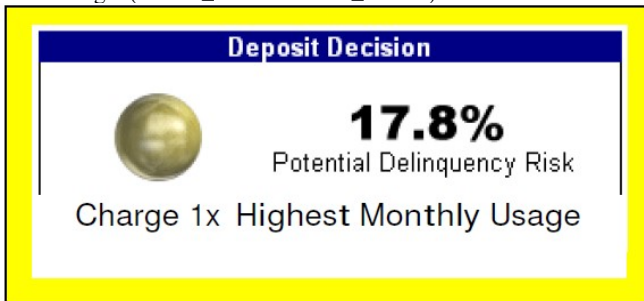 Deposit Decision
17.8%
Potential Delinquency Risk
Charge 1x Highest Monthly Usage